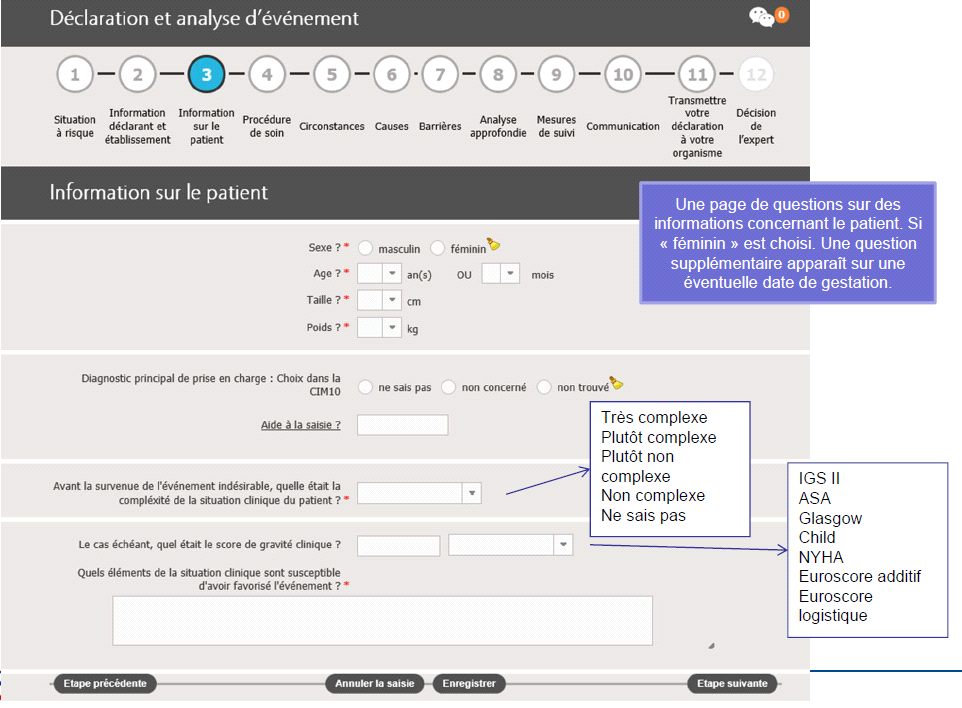 Déclaration et analyse d'événement
0
1
2
3
4
5
6
7
8
9
10
11
12
Situation
à risque
Information
déclarant et
établissement
Information
sur le
patient
Procédure
de soin
Circonstances
Causes
Barrières
Analyse
approfondie
Mesures
de suivi
Communication
Transmettre
votre
déclaration
à votre
organisme
Décision
de
l'expert
Information sur le patient
Une page de questions sur des
informations concernant le patient. Si
« féminin » est choisi. Une question
supplémentaire apparaît sur une
éventuelle date de gestation.
Sexe ? * masculin féminin
Age ? * an(s) OU mois
Taille ? * cm
Poids ? * kg
Diagnostic principal de prise en charge : Choix dans la
CIM10
ne sais pas non concerné non trouvé
Aide à la saisie ?
Avant la survenue de l'événement indésirable, quelle était la
compléxité de la situation clinique du patient ? *
Très complexe
Plutôt complexe
Plutôt non
complexe
Non complexe
Ne sais pas
Le cas échéant, quel était le score de gravité clinique ?
IGS II
ASA
Glasgow
Child
NYHA
Euroscore additif
Euroscore
logistique
Quels éléments de la situation clinique sont susceptible
d'avoir favorisé l'événement ? *
Etape précédente
Annuler la saisie
Enregistrer
Etape suivante